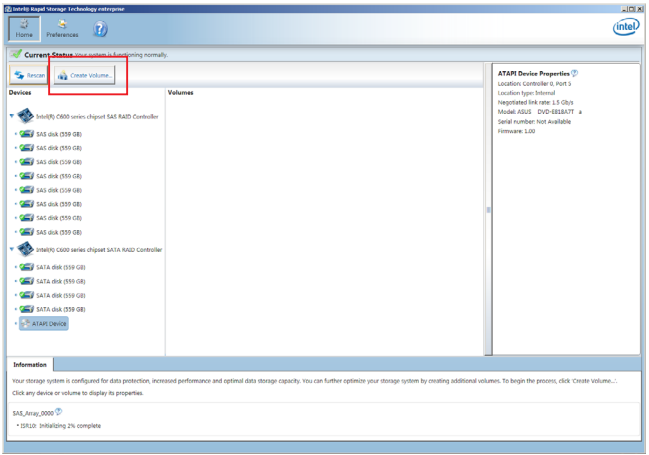 Intel® Rapid Storage Technology enterprise
Home
Preferences
intel
Current Status Your system is functioning normally.
Rescan
Create Volume...
Devices
Volumes
Intel(R) C600 series chipset SAS RAID Controller
SAS disk (559 GB)
SAS disk (559 GB)
SAS disk (559 GB)
SAS disk (559 GB)
SAS disk (559 GB)
SAS disk (559 GB)
SAS disk (559 GB)
SAS disk (559 GB)
Intel(R) C600 series chipset SATA RAID Controller
SATA disk (559 GB)
SATA disk (559 GB)
SATA disk (559 GB)
SATA disk (559 GB)
ATAPI Device
ATAPI Device Properties
Location: Controller 0, Port 5
Location type: Internal
Negotiated link rate: 1.5 Gb/s
Model: ASUS DVD-E818A7T a
Serial number: Not Available
Firmware: 1.00
Information
Your storage system is configured for data protection, increased performance and optimal data storage capacity. You can further optimize your storage system by creating additional volumes. To begin the process, click 'Create Volume...'.
Click any device or volume to display its properties.
SAS_Array_0000
• ISR10: Initializing 2% complete